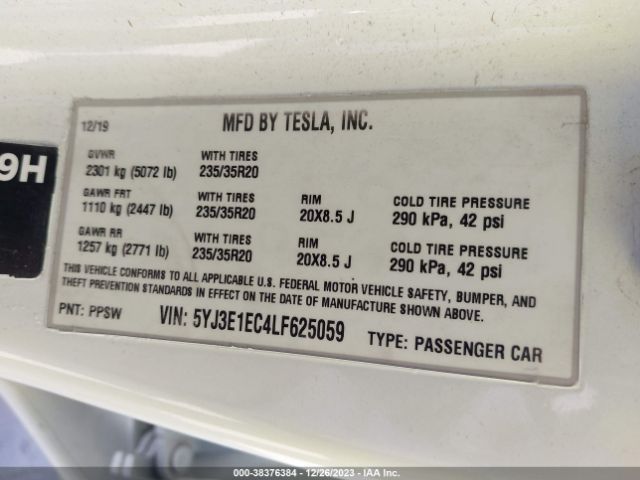 9H
12/19 MFD BY TESLA, INC.
GVWR WITH TIRES
2301 kg (5072 lb) 235/35R20
GAWR FRT WITH TIRES RIM COLD TIRE PRESSURE
1110 kg (2447 lb) 235/35R20 20X8.5 J 290 kPa, 42 psi
GAWR RR WITH TIRES RIM COLD TIRE PRESSURE
1257 kg (2771 lb) 235/35R20 20X8.5 J 290 kPa, 42 psi
THIS VEHICLE CONFORMS TO ALL APPLICABLE U.S. FEDERAL MOTOR VEHICLE SAFETY, BUMPER, AND
THEFT PREVENTION STANDARDS IN EFFECT ON THE DATE OF MANUFACTURE SHOWN ABOVE.
PNT: PPSW VIN: 5YJ3E1EC4LF625059 TYPE: PASSENGER CAR
000-38376384 - 12/26/2023 - IAA Inc.